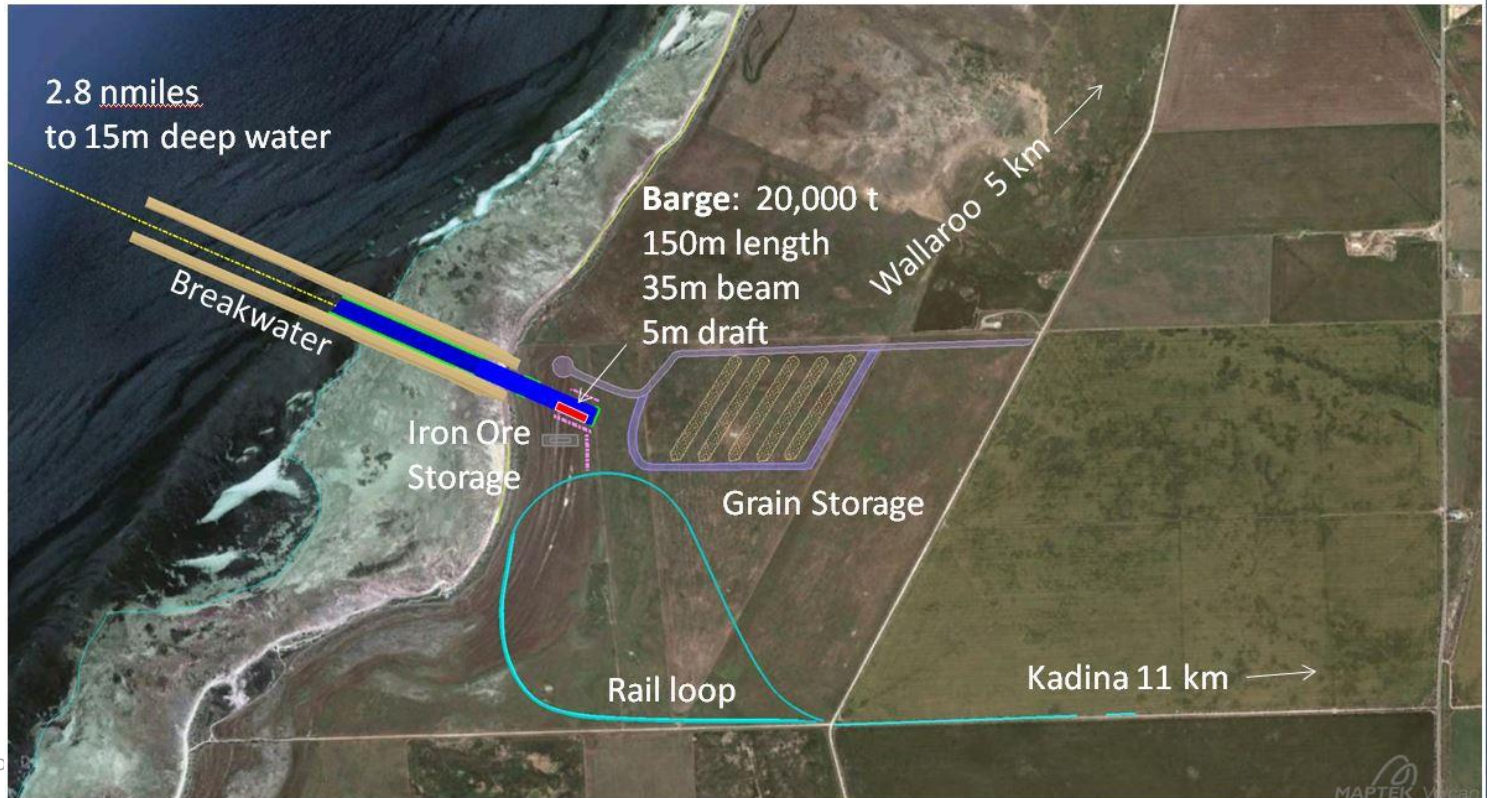 2.8 nmiles
to 15m deep water
Breakwater
Barge: 20,000 t
150m length
35m beam
5m draft
Wallaroo 5 km
Iron Ore
Storage
Grain Storage
Rail loop
Kadina 11 km
MAPTEK Vulcan